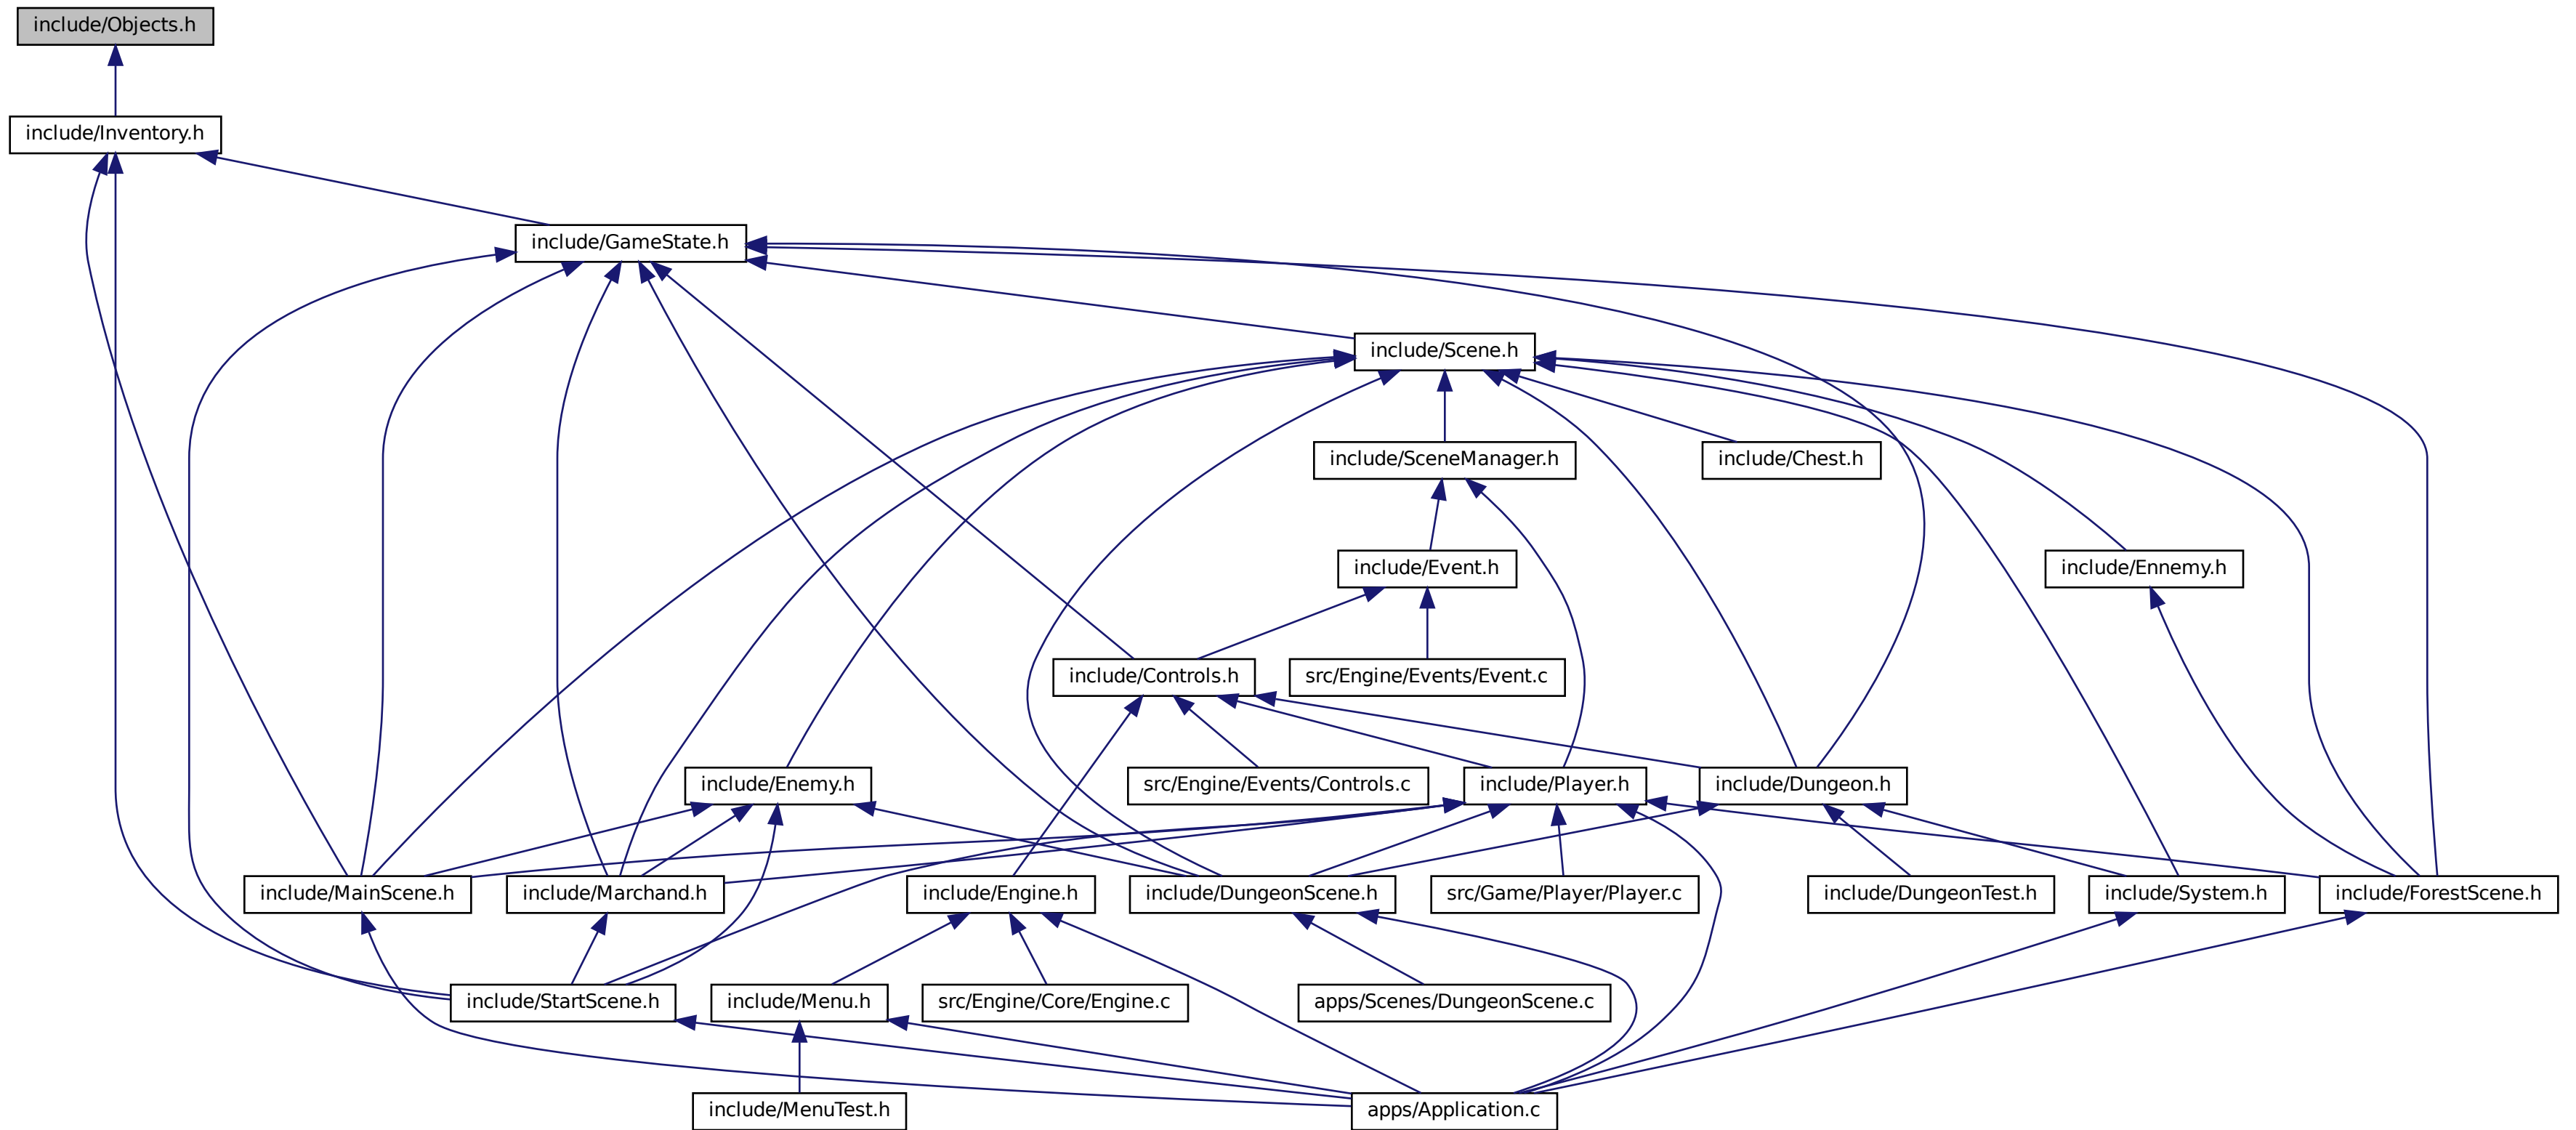 include/Objects.h
include/Inventory.h
include/GameState.h
include/Scene.h
include/SceneManager.h
include/Chest.h
include/Event.h
include/Ennemy.h
include/Controls.h
src/Engine/Events/Event.c
include/Enemy.h
src/Engine/Events/Controls.c
include/Player.h
include/Dungeon.h
include/MainScene.h
include/Marchand.h
include/Engine.h
include/DungeonScene.h
src/Game/Player/Player.c
include/DungeonTest.h
include/System.h
include/ForestScene.h
include/StartScene.h
include/Menu.h
src/Engine/Core/Engine.c
apps/Scenes/DungeonScene.c
include/MenuTest.h
apps/Application.c